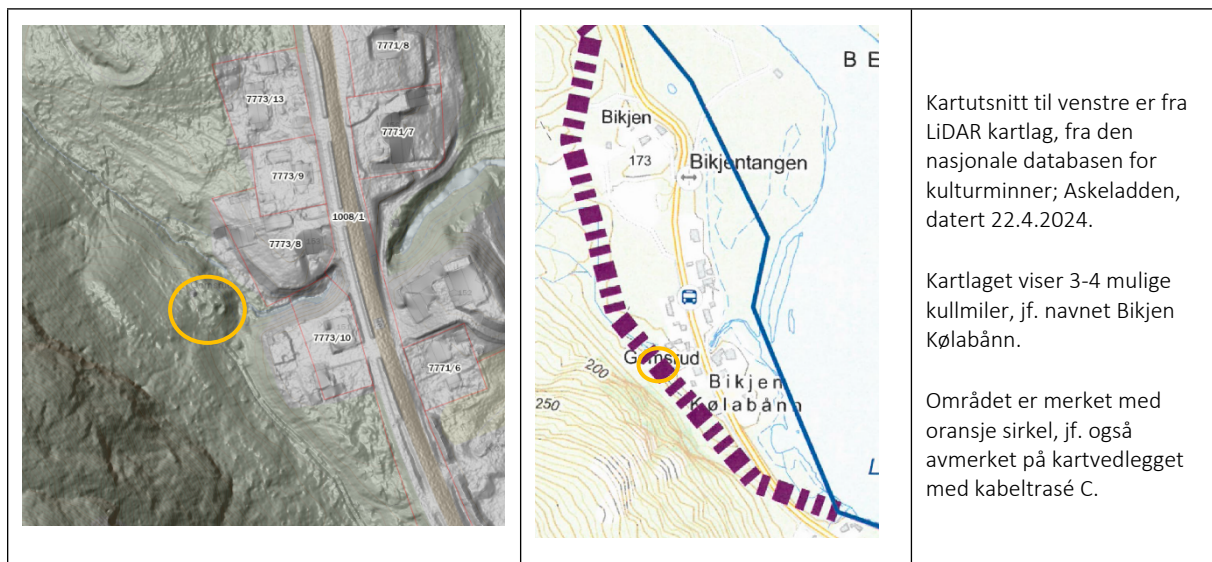 7771/8
7773/13
7771/7
7773/9
1008/1
7773/8
7773/10
7771/6
B E
Bikjen
173
Bikjentangen
200
Bikjen
Kølabånn
250
L
Kartutsnitt til venstre er fra
LiDAR kartlag, fra den
nasjonale databasen for
kulturminner; Askeladden,
datert 22.4.2024.
Kartlaget viser 3-4 mulige
kullmiler, jf. navnet Bikjen
Kølabånn.
Området er merket med
oransje sirkel, jf. også
avmerket på kartvedlegget
med kabeltrasé C.